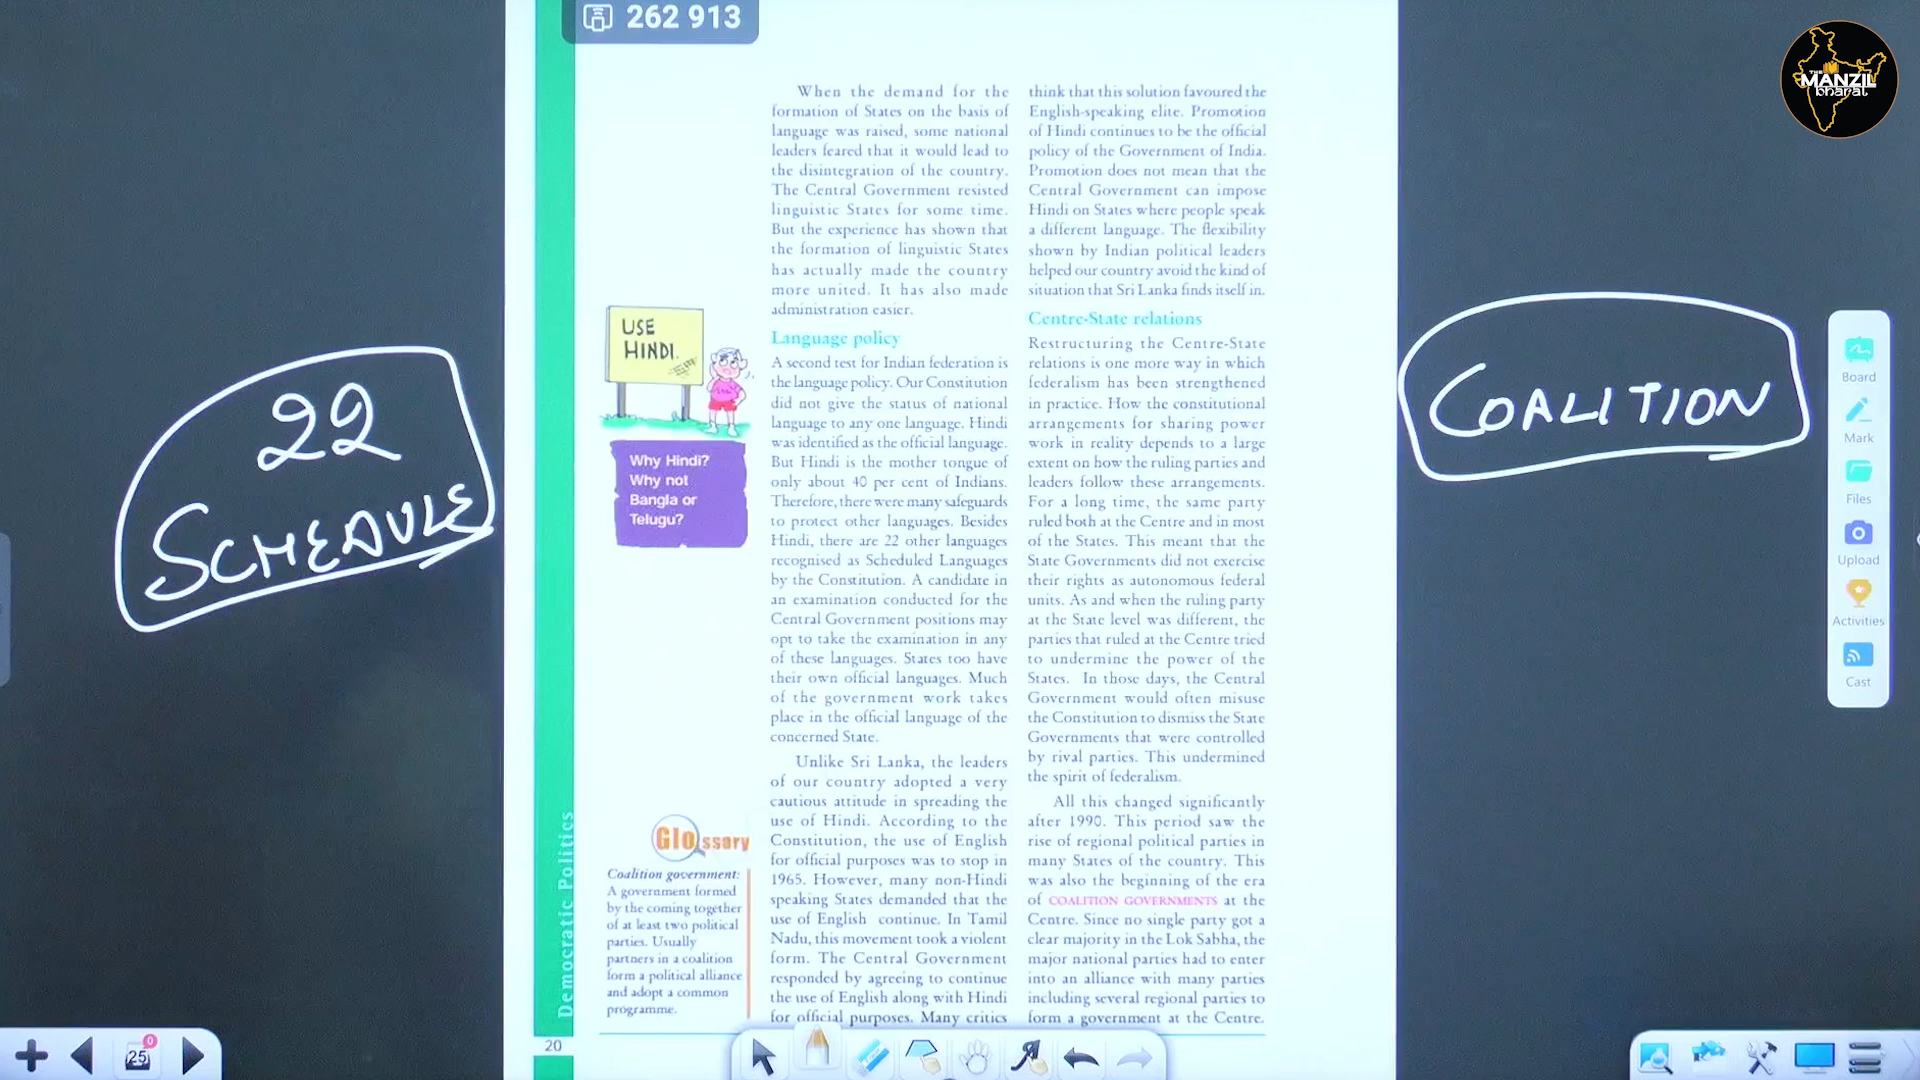 262 913
THE
MANZIL
bharat
When the demand for the
formation of States on the basis of
language was raised, some national
leaders feared that it would lead to
the disintegration of the country.
The Central Government resisted
linguistic States for some time.
But the experience has shown that
the formation of linguistic States
has actually made the country
more united. It has also made
administration easier.
Language policy
A second test for Indian federation is
the language policy. Our Constitution
did not give the status of national
language to any one language. Hindi
was identified as the official language.
But Hindi is the mother tongue of
only about 40 per cent of Indians.
Therefore, there were many safeguards
to protect other languages. Besides
Hindi, there are 22 other languages
recognised as Scheduled Languages
by the Constitution. A candidate in
an examination conducted for the
Central Government positions may
opt to take the examination in any
of these languages. States too have
their own official languages. Much
of the government work takes
place in the official language of the
concerned State.
Unlike Sri Lanka, the leaders
of our country adopted a very
cautious attitude in spreading the
use of Hindi. According to the
Constitution, the use of English
for official purposes was to stop in
1965. However, many non-Hindi
speaking States demanded that the
use of English continue. In Tamil
Nadu, this movement took a violent
form. The Central Government
responded by agreeing to continue
the use of English along with Hindi
for official purposes. Many critics
think that this solution favoured the
English-speaking elite. Promotion
of Hindi continues to be the official
policy of the Government of India.
Promotion does not mean that the
Central Government can impose
Hindi on States where people speak
a different language. The flexibility
shown by Indian political leaders
helped our country avoid the kind of
situation that Sri Lanka finds itself in.
Centre-State relations
Restructuring the Centre-State
relations is one more way in which
federalism has been strengthened
in practice. How the constitutional
arrangements for sharing power
work in reality depends to a large
extent on how the ruling parties and
leaders follow these arrangements.
For a long time, the same party
ruled both at the Centre and in most
of the States. This meant that the
State Governments did not exercise
their rights as autonomous federal
units. As and when the ruling party
at the State level was different, the
parties that ruled at the Centre tried
to undermine the power of the
States. In those days, the Central
Government would often misuse
the Constitution to dismiss the State
Governments that were controlled
by rival parties. This undermined
the spirit of federalism.
All this changed significantly
after 1990. This period saw the
rise of regional political parties in
many States of the country. This
was also the beginning of the era
of COALITION GOVERNMENTS at the
Centre. Since no single party got a
clear majority in the Lok Sabha, the
major national parties had to enter
into an alliance with many parties
including several regional parties to
form a government at the Centre.
USE
HINDI.
Why Hindi?
Why not
Bangla or
Telugu?
Glossary
Coalition government:
A government formed
by the coming together
of at least two political
parties. Usually
partners in a coalition
form a political alliance
and adopt a common
programme.
Democratic Politics
20
22
SCHEDULE
COALITION
Board
Mark
Files
Upload
Activities
Cast
25
0